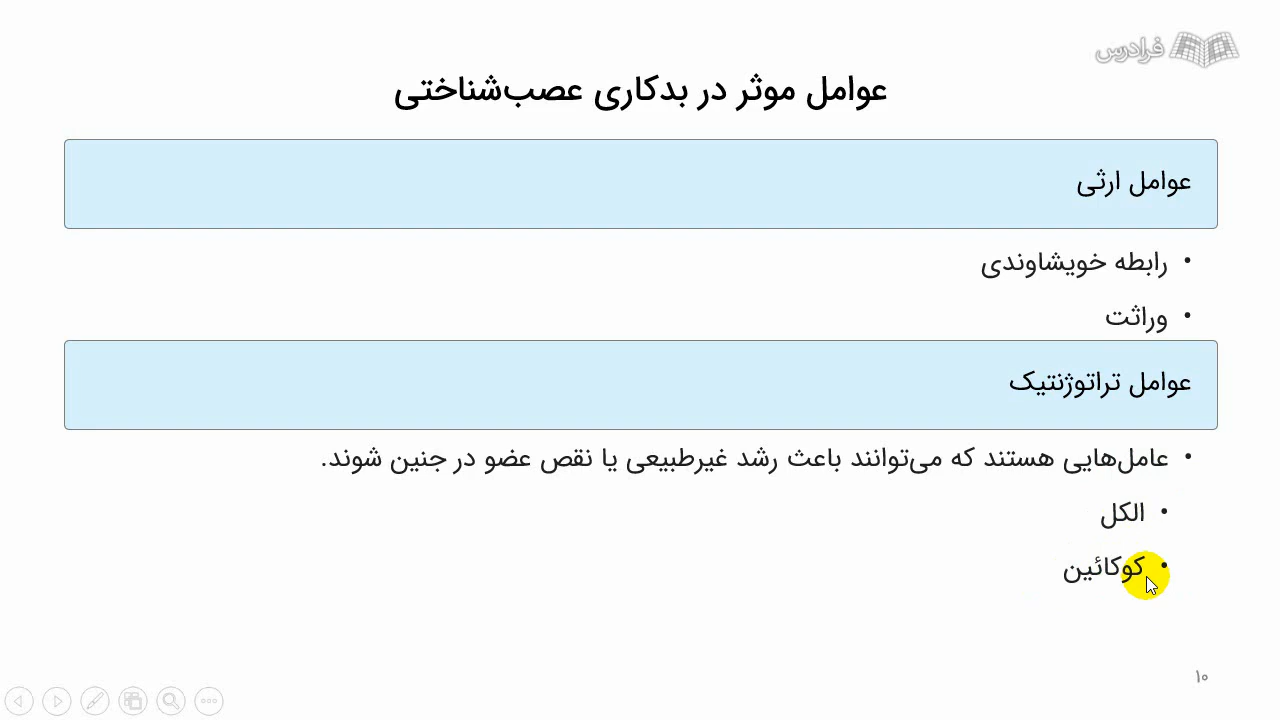 فرادرس
عوامل موثر در بدکاری عصب‌شناختی
عوامل ارثی
• رابطه خویشاوندی
• وراثت
عوامل تراتوژنتیک
• عامل‌هایی هستند که می‌توانند باعث رشد غیرطبیعی یا نقص عضو در جنین شوند.
• الکل
• کوکائین
۱۰